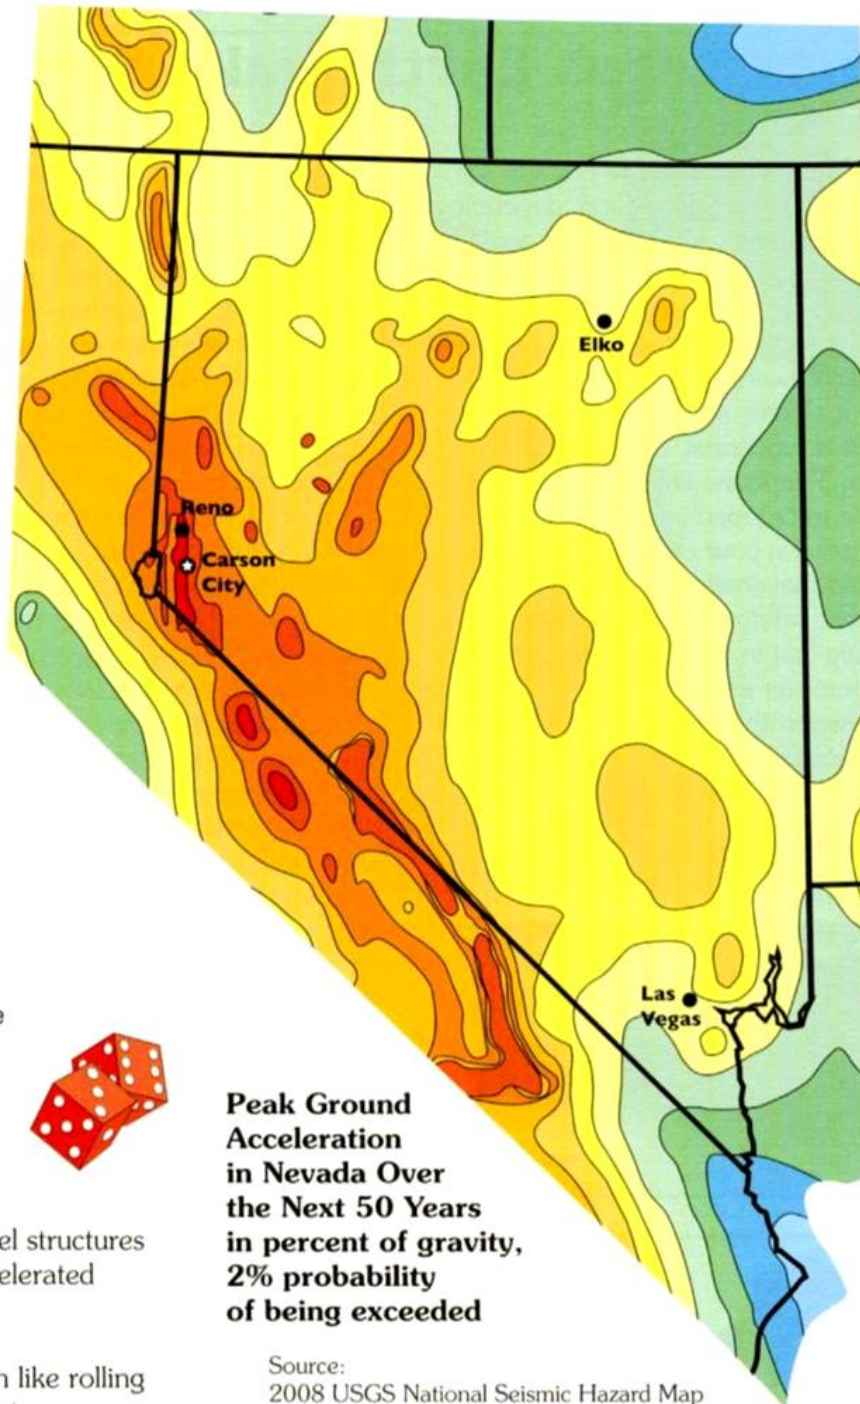 Elko
Reno
Carson
City
Las
Vegas
Peak Ground
Acceleration
in Nevada Over
the Next 50 Years
in percent of gravity,
2% probability
of being exceeded
el structures
elerated
like rolling
Source:
2008 USGS National Seismic Hazard Map